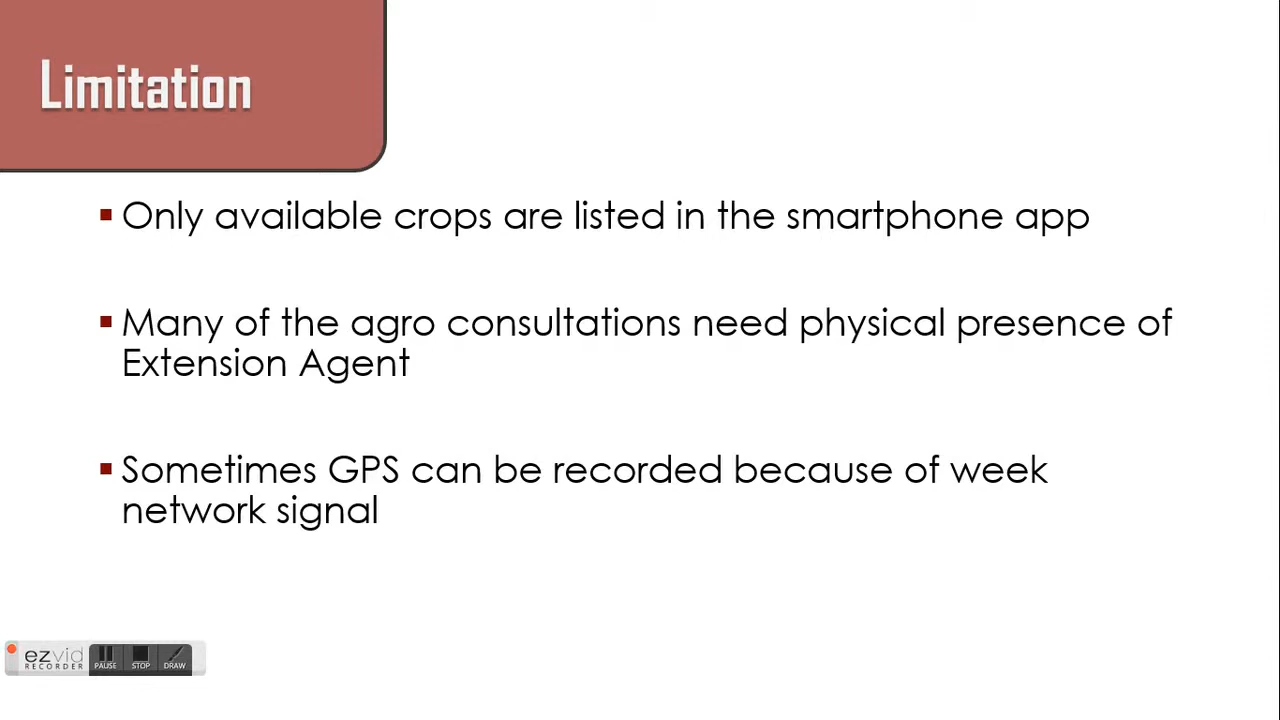 Limitation
Only available crops are listed in the smartphone app
Many of the agro consultations need physical presence of
Extension Agent
Sometimes GPS can be recorded because of week
network signal
ezvid
RECORDER
PAUSE STOP DRAW